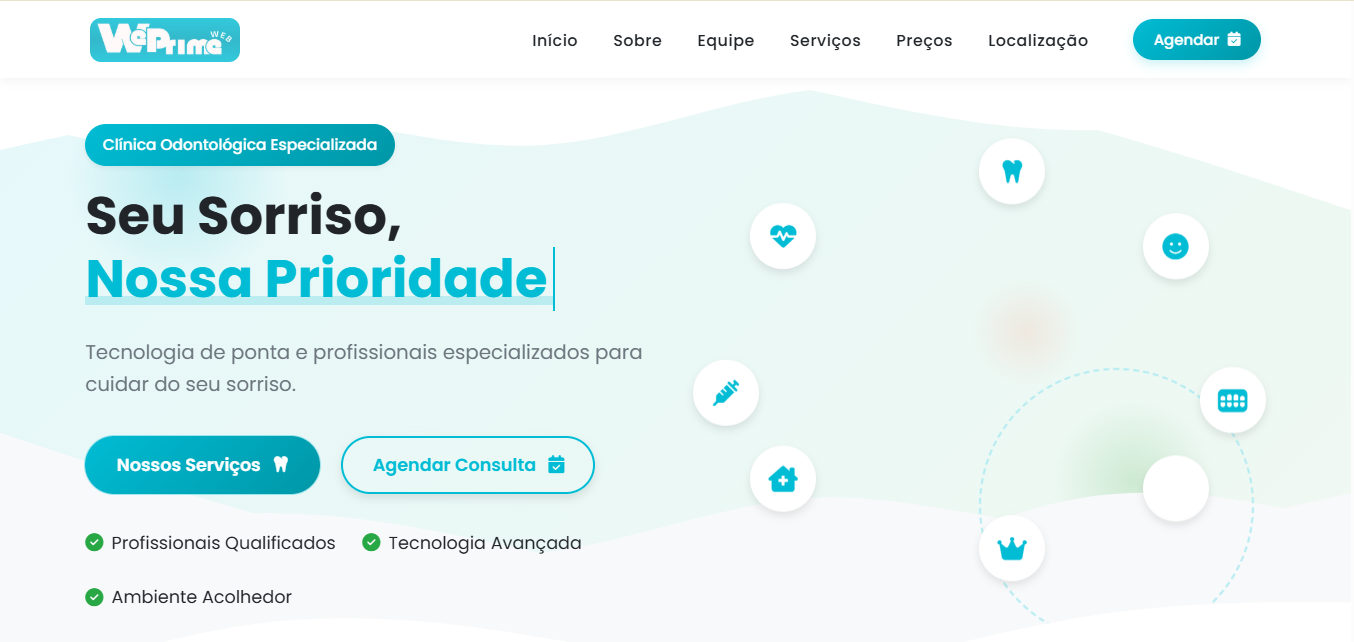 WéPrime WEB
Início Sobre Equipe Serviços Preços Localização Agendar
Clínica Odontológica Especializada
Seu Sorriso,
Nossa Prioridade
Tecnologia de ponta e profissionais especializados para
cuidar do seu sorriso.
Nossos Serviços Agendar Consulta
Profissionais Qualificados Tecnologia Avançada
Ambiente Acolhedor